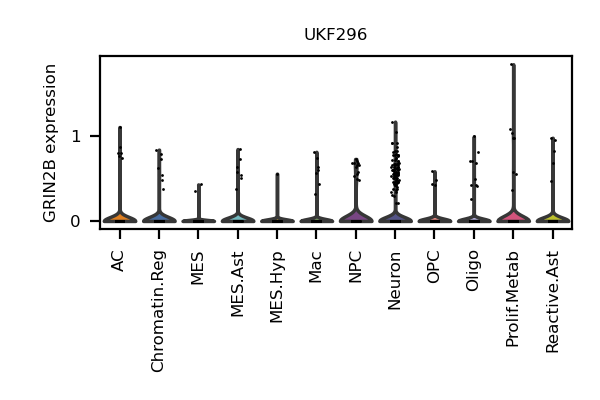 UKF296
GRIN2B expression
1
0
AC
Chromatin.Reg
MES
MES.Ast
MES.Hyp
Mac
NPC
Neuron
OPC
Oligo
Prolif.Metab
Reactive.Ast